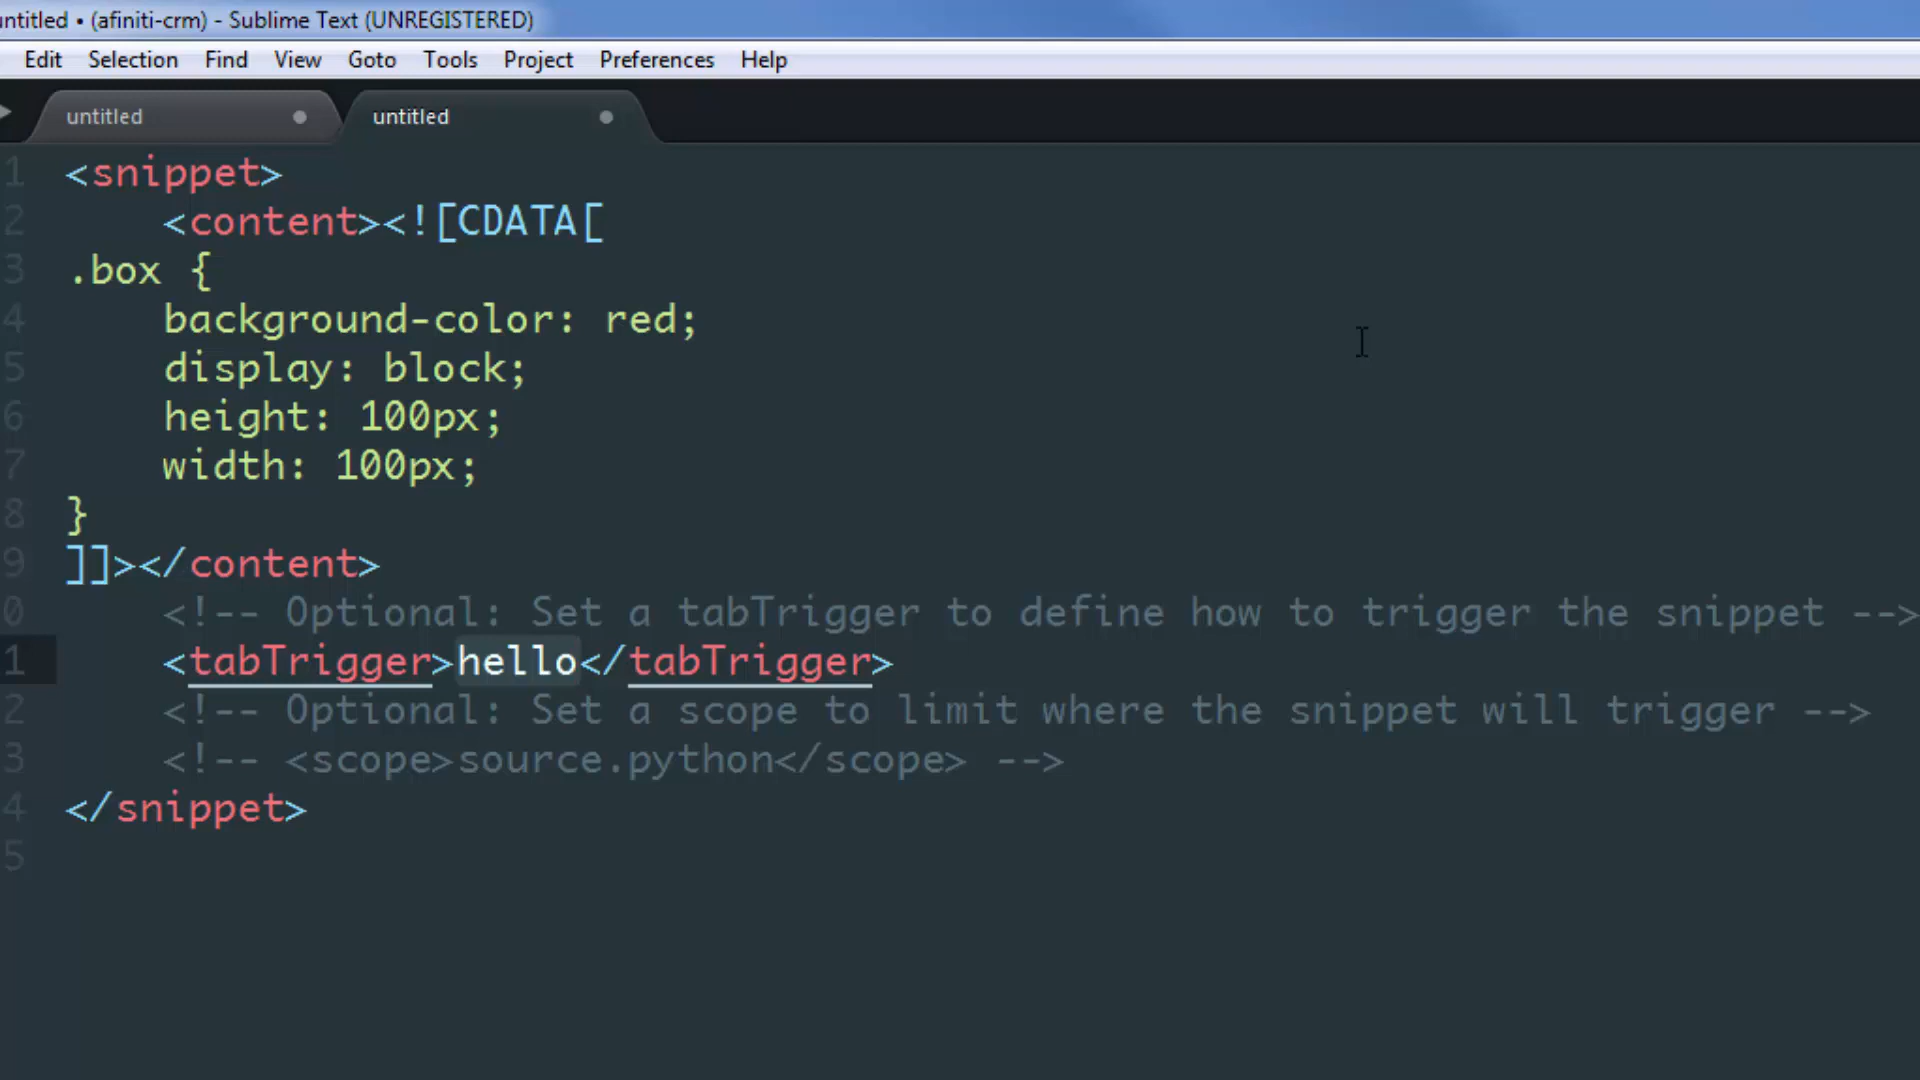 untitled • (afiniti-crm) - Sublime Text (UNREGISTERED)
Edit Selection Find View Goto Tools Project Preferences Help
untitled untitled
1 <snippet>
2     <content><![CDATA[
3 .box {
4     background-color: red;
5     display: block;
6     height: 100px;
7     width: 100px;
8 }
9 ]]></content>
0     <!-- Optional: Set a tabTrigger to define how to trigger the snippet -->
1     <tabTrigger>hello</tabTrigger>
2     <!-- Optional: Set a scope to limit where the snippet will trigger -->
3     <!-- <scope>source.python</scope> -->
4 </snippet>
5